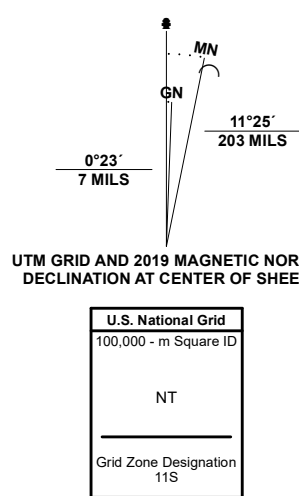 MN
GN
11°25´
203 MILS
0°23´
7 MILS
UTM GRID AND 2019 MAGNETIC NOR
DECLINATION AT CENTER OF SHEE
U.S. National Grid
100,000 - m Square ID
NT
Grid Zone Designation
11S